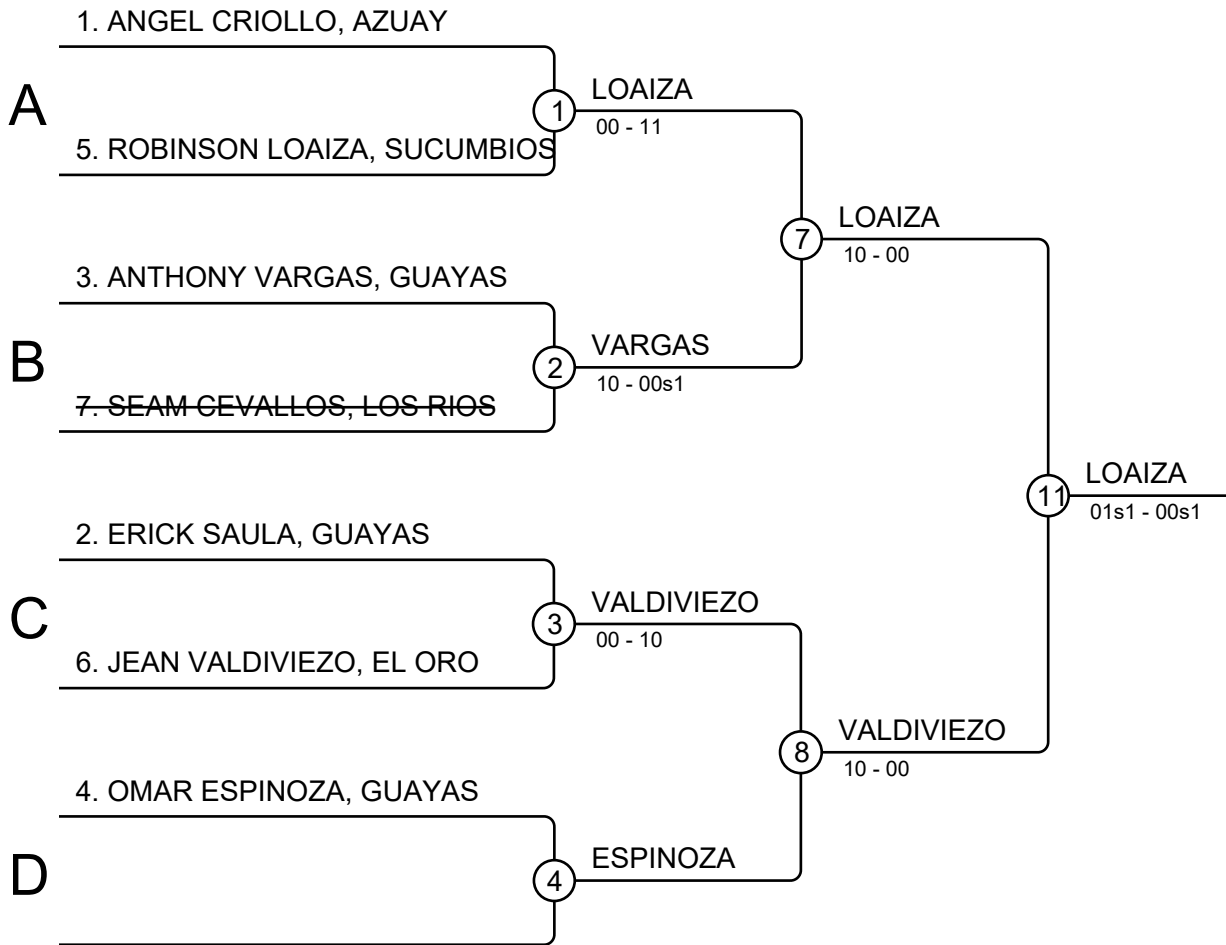 1. ANGEL CRIOLLO, AZUAY
A
1
LOAIZA
00 - 11
5. ROBINSON LOAIZA, SUCUMBIOS
7
LOAIZA
10 - 00
3. ANTHONY VARGAS, GUAYAS
B
2
VARGAS
10 - 00s1
7. SEAM CEVALLOS, LOS RIOS
11
LOAIZA
01s1 - 00s1
2. ERICK SAULA, GUAYAS
C
3
VALDIVIEZO
00 - 10
6. JEAN VALDIVIEZO, EL ORO
8
VALDIVIEZO
10 - 00
4. OMAR ESPINOZA, GUAYAS
D
4
ESPINOZA